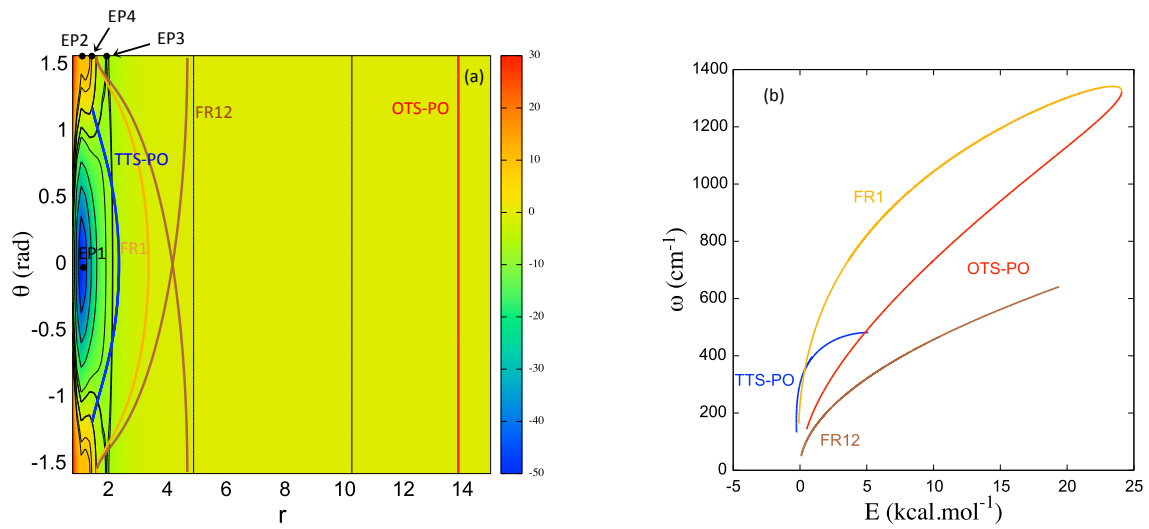 EP4
EP2
EP3
1.5
1
0.5
0
-0.5
-1
-1.5
θ (rad)
2
4
6
8
10
12
14
r
(a)
FR12
OTS-PO
TTS-PO
FR1
EP1
30
20
10
0
-10
-20
-30
-40
-50
(b)
1400
1200
1000
800
600
400
200
0
ω (cm-1)
-5
0
5
10
15
20
25
E (kcal.mol-1)
FR1
OTS-PO
TTS-PO
FR12